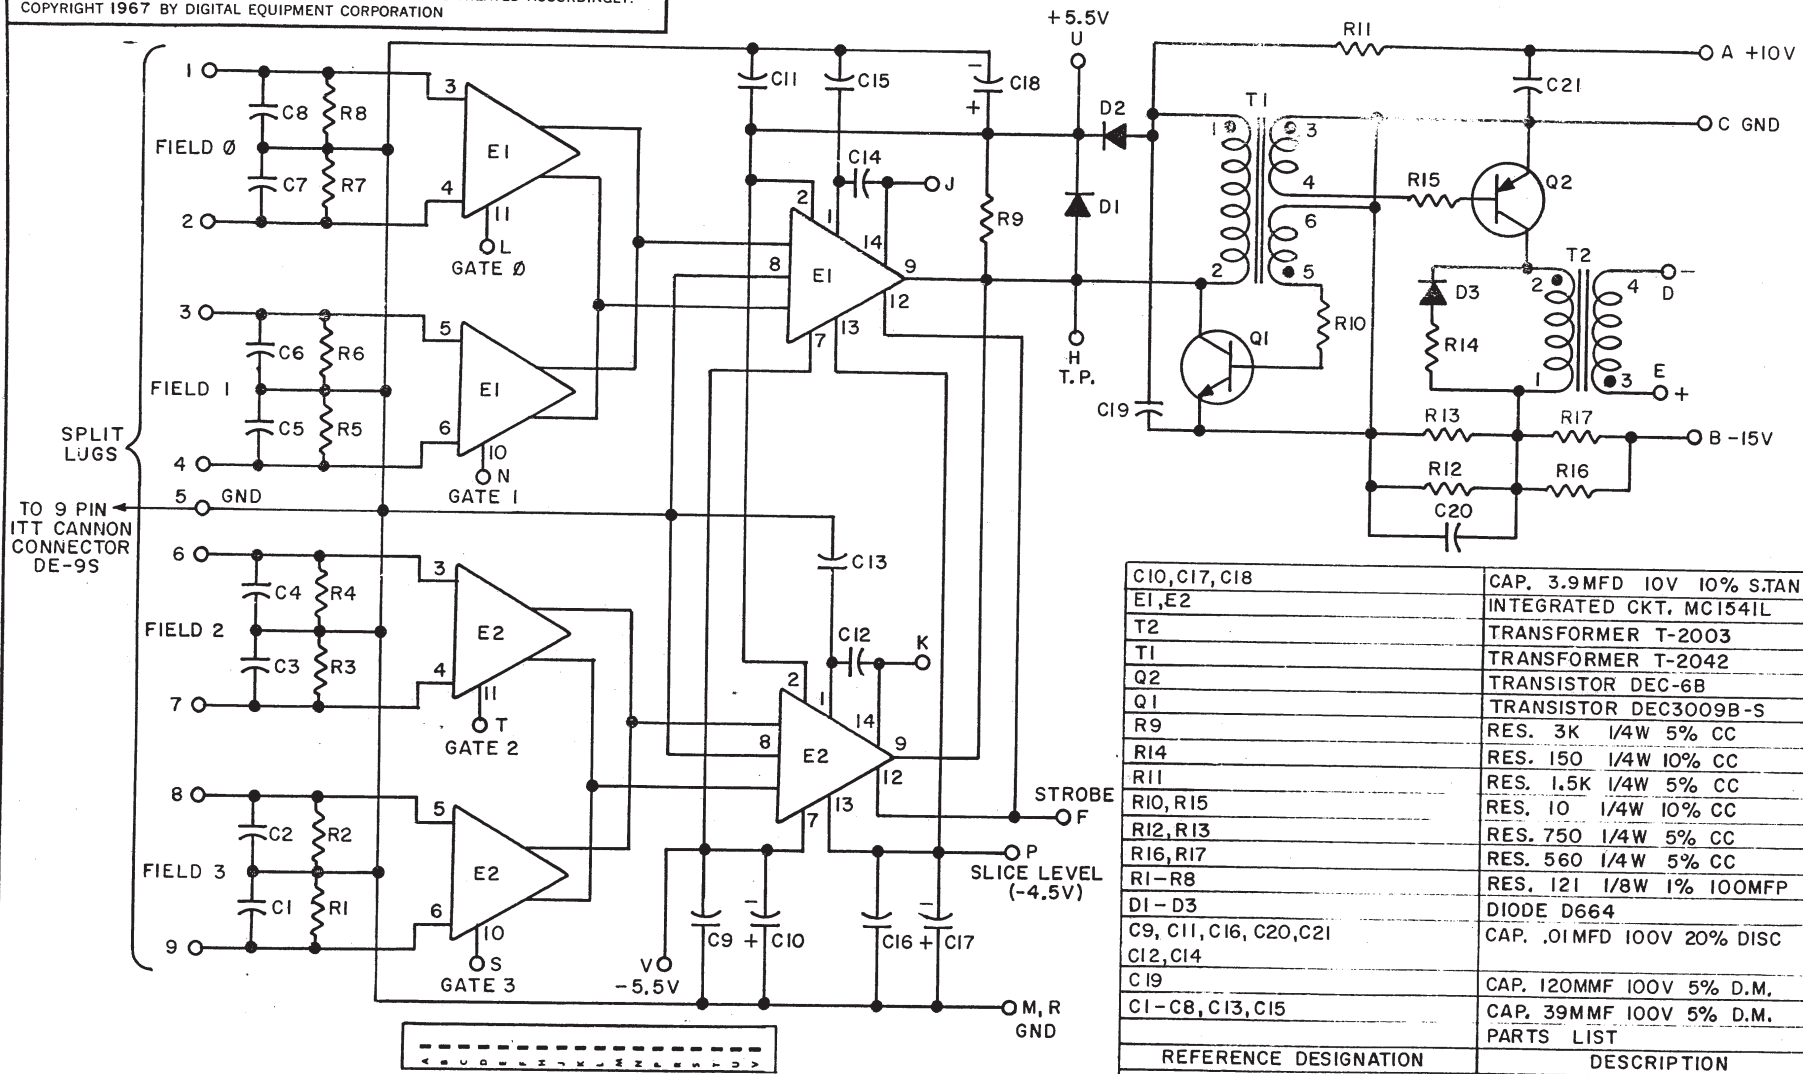 COPYRIGHT 1967 BY DIGITAL EQUIPMENT CORPORATION
+5.5V
U
R11
A +10V
C11
C15
C18
−
+
D2
T1
C21
C GND
1
3
C8
R8
3
E1
FIELD Ø
C7
R7
4
11
2
L
GATE Ø
C14
J
2
1
14
E1
8
9
12
13
7
R9
D1
1
3
4
6
2
5
R15
Q2
T2
2
4
−
D
D3
R10
R14
Q1
H
T.P.
1
3
E
+
C19
R13
R17
B -15V
R12
R16
C20
3
C6
R6
5
E1
FIELD 1
C5
R5
6
10
4
N
GATE 1
SPLIT
LUGS
5
GND
TO 9 PIN
ITT CANNON
CONNECTOR
DE-9S
6
C4
R4
3
E2
FIELD 2
C3
R3
4
11
7
T
GATE 2
C13
C12
K
2
1
14
8
E2
9
12
13
7
8
C2
R2
5
E2
FIELD 3
C1
R1
6
10
9
S
GATE 3
STROBE
F
P
SLICE LEVEL
(-4.5V)
C9
−
+
C10
C16
−
+
C17
V
-5.5V
M, R
GND
A B C D E F H J K L M N P R S T U V
C10, C17, C18 CAP. 3.9MFD 10V 10% S.TAN
E1, E2 INTEGRATED CKT. MC1541L
T2 TRANSFORMER T-2003
T1 TRANSFORMER T-2042
Q2 TRANSISTOR DEC-6B
Q1 TRANSISTOR DEC3009B-S
R9 RES. 3K 1/4W 5% CC
R14 RES. 150 1/4W 10% CC
R11 RES. 1.5K 1/4W 5% CC
R10, R15 RES. 10 1/4W 10% CC
R12, R13 RES. 750 1/4W 5% CC
R16, R17 RES. 560 1/4W 5% CC
R1-R8 RES. 121 1/8W 1% 100MFP
D1-D3 DIODE D664
C9, C11, C16, C20, C21 CAP. .01MFD 100V 20% DISC
C12, C14
C19 CAP. 120MMF 100V 5% D.M.
C1-C8, C13, C15 CAP. 39MMF 100V 5% D.M.
PARTS LIST
REFERENCE DESIGNATION DESCRIPTION